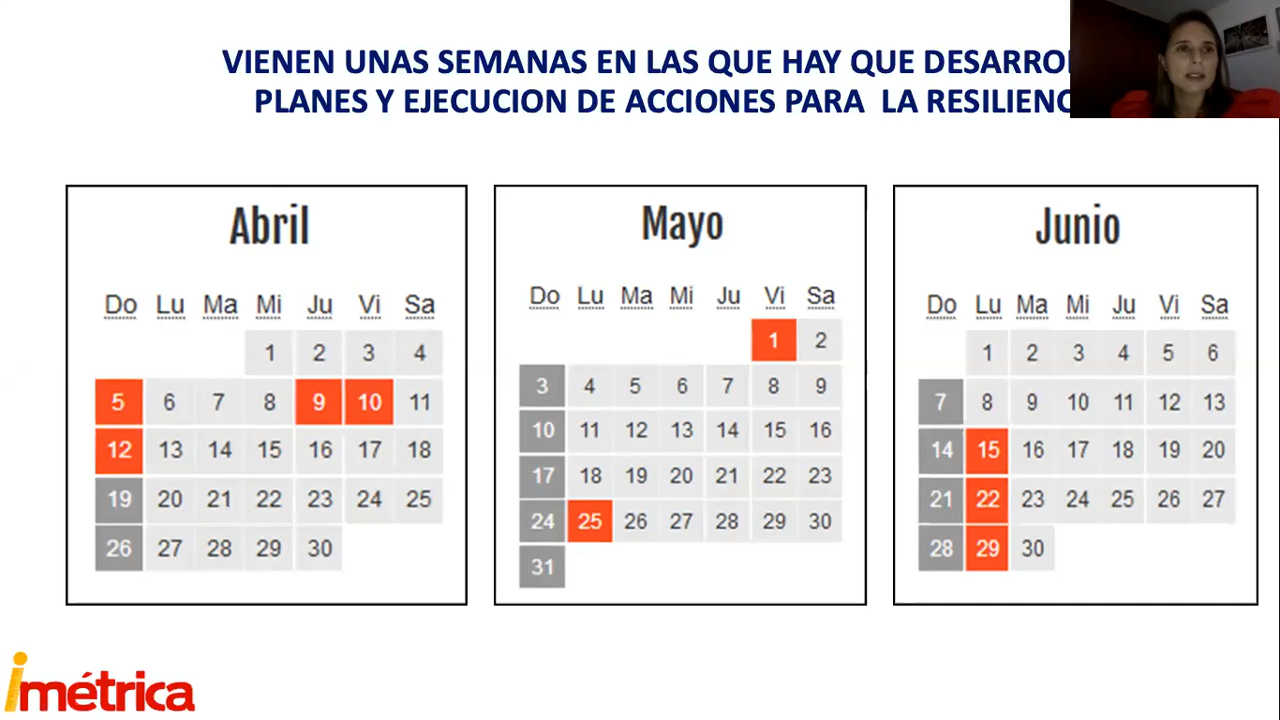 VIENEN UNAS SEMANAS EN LAS QUE HAY QUE
PLANES Y EJECUCION DE ACCIONES PARA LA
Abril
Do Lu Ma Mi Ju Vi Sa
1 2 3 4
5 6 7 8 9 10 11
12 13 14 15 16 17 18
19 20 21 22 23 24 25
26 27 28 29 30
Mayo
Do Lu Ma Mi Ju Vi Sa
1 2
3 4 5 6 7 8 9
10 11 12 13 14 15 16
17 18 19 20 21 22 23
24 25 26 27 28 29 30
31
Junio
Do Lu Ma Mi Ju Vi Sa
1 2 3 4 5 6
7 8 9 10 11 12 13
14 15 16 17 18 19 20
21 22 23 24 25 26 27
28 29 30
imétrica